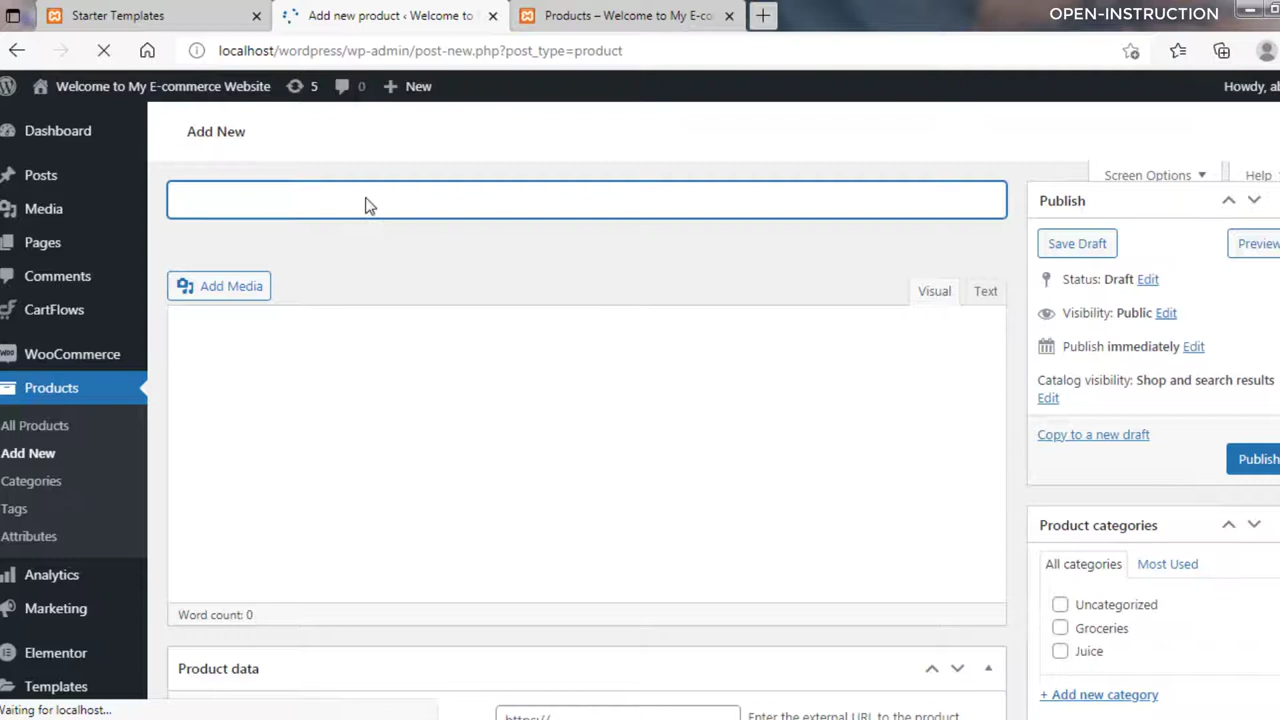 Starter Templates
Add new product ‹ Welcome to
Products – Welcome to My E-co
OPEN-INSTRUCTION
localhost/wordpress/wp-admin/post-new.php?post_type=product
Welcome to My E-commerce Website
5
0
New
Howdy, ab
Dashboard
Posts
Media
Pages
Comments
CartFlows
WooCommerce
Products
All Products
Add New
Categories
Tags
Attributes
Analytics
Marketing
Elementor
Templates
Waiting for localhost...
Add New
Screen Options
Help
Add Media
Visual
Text
Word count: 0
Product data
https://
Enter the external URL to the product.
Publish
Save Draft
Preview
Status: Draft Edit
Visibility: Public Edit
Publish immediately Edit
Catalog visibility: Shop and search results
Edit
Copy to a new draft
Publish
Product categories
All categories
Most Used
Uncategorized
Groceries
Juice
+ Add new category